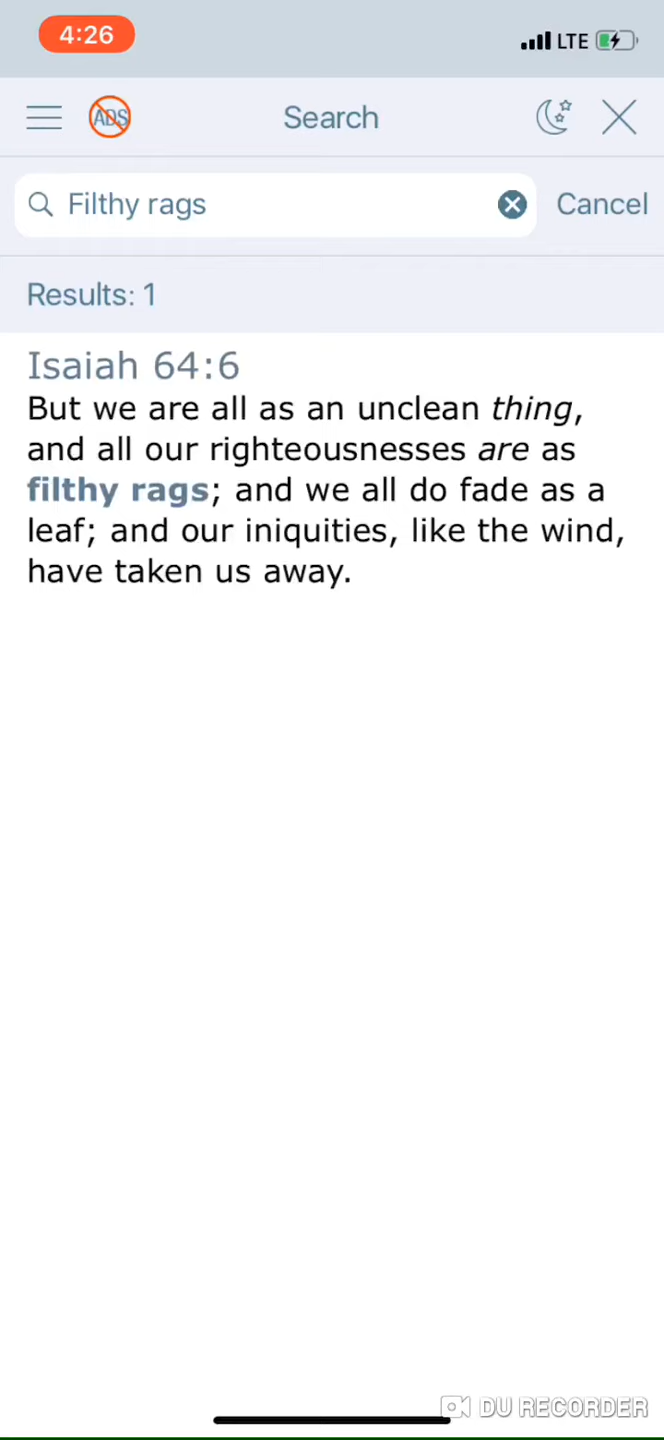 4:26
LTE
ADS
Search
Filthy rags
Cancel
Results: 1
Isaiah 64:6
But we are all as an unclean thing,
and all our righteousnesses are as
filthy rags; and we all do fade as a
leaf; and our iniquities, like the wind,
have taken us away.
DU RECORDER